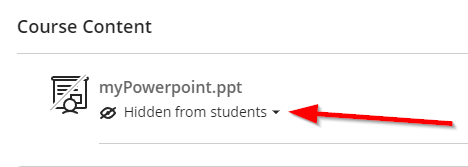 Course Content
myPowerpoint.ppt
Hidden from students